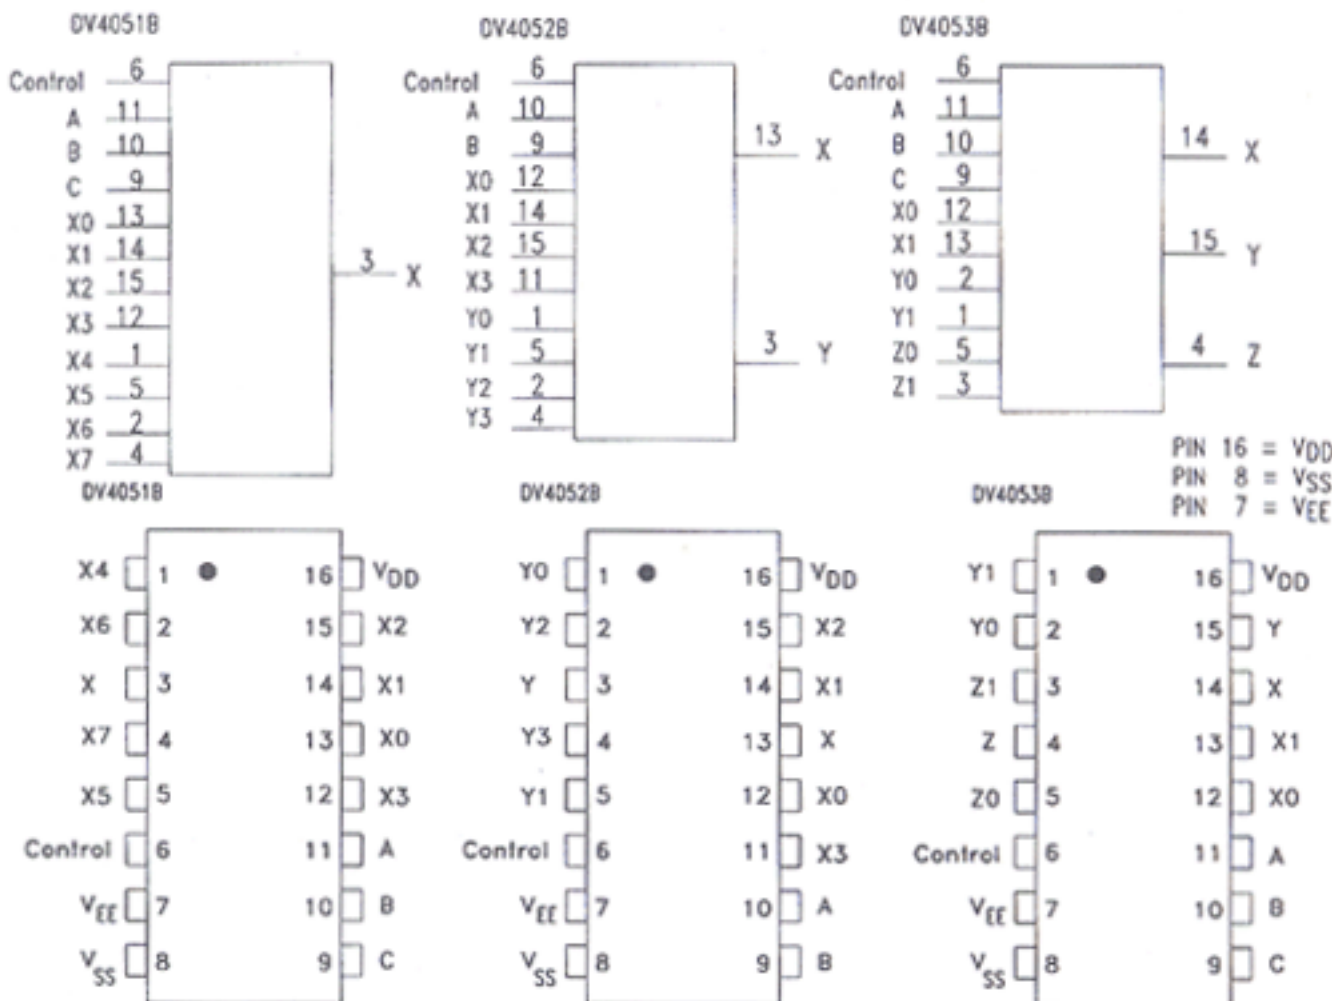 DV4051B
Control 6
A 11
B 10
C 9
X0 13
X1 14
X2 15
X3 12
X4 1
X5 5
X6 2
X7 4
3 X
DV4052B
Control 6
A 10
B 9
X0 12
X1 14
X2 15
X3 11
Y0 1
Y1 5
Y2 2
Y3 4
13 X
3 Y
DV4053B
Control 6
A 11
B 10
C 9
X0 12
X1 13
Y0 2
Y1 1
Z0 5
Z1 3
14 X
15 Y
4 Z
PIN 16 = VDD
PIN 8 = VSS
PIN 7 = VEE
DV4051B
X4 1 16 VDD
X6 2 15 X2
X 3 14 X1
X7 4 13 X0
X5 5 12 X3
Control 6 11 A
VEE 7 10 B
VSS 8 9 C
DV4052B
Y0 1 16 VDD
Y2 2 15 X2
Y 3 14 X1
Y3 4 13 X
Y1 5 12 X0
Control 6 11 X3
VEE 7 10 A
VSS 8 9 B
DV4053B
Y1 1 16 VDD
Y0 2 15 Y
Z1 3 14 X
Z 4 13 X1
Z0 5 12 X0
Control 6 11 A
VEE 7 10 B
VSS 8 9 C